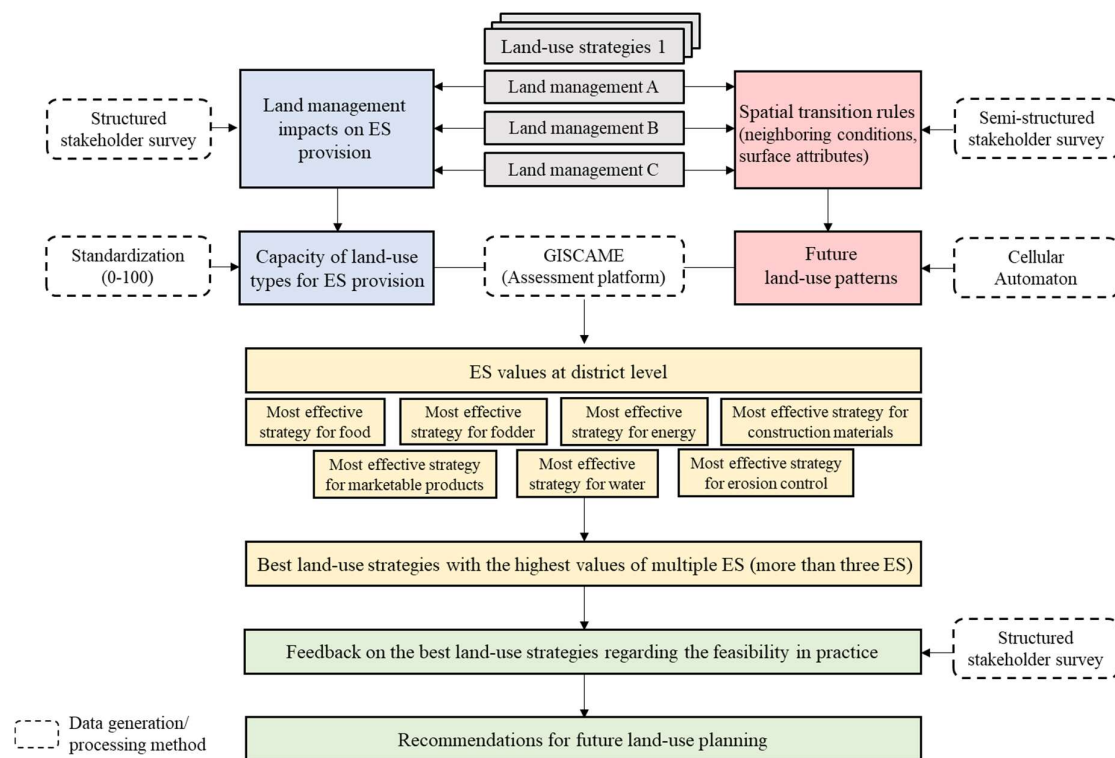 Land-use strategies 1
Land management A
Land management B
Land management C
Structured
stakeholder survey
Land management
impacts on ES
provision
Spatial transition rules
(neighboring conditions,
surface attributes)
Semi-structured
stakeholder survey
Standardization
(0-100)
Capacity of land-use
types for ES provision
GISCAME
(Assessment platform)
Future
land-use patterns
Cellular
Automaton
ES values at district level
Most effective
strategy for food
Most effective
strategy for fodder
Most effective
strategy for energy
Most effective strategy for
construction materials
Most effective strategy
for marketable products
Most effective
strategy for water
Most effective strategy
for erosion control
Best land-use strategies with the highest values of multiple ES (more than three ES)
Feedback on the best land-use strategies regarding the feasibility in practice
Structured
stakeholder survey
Data generation/
processing method
Recommendations for future land-use planning